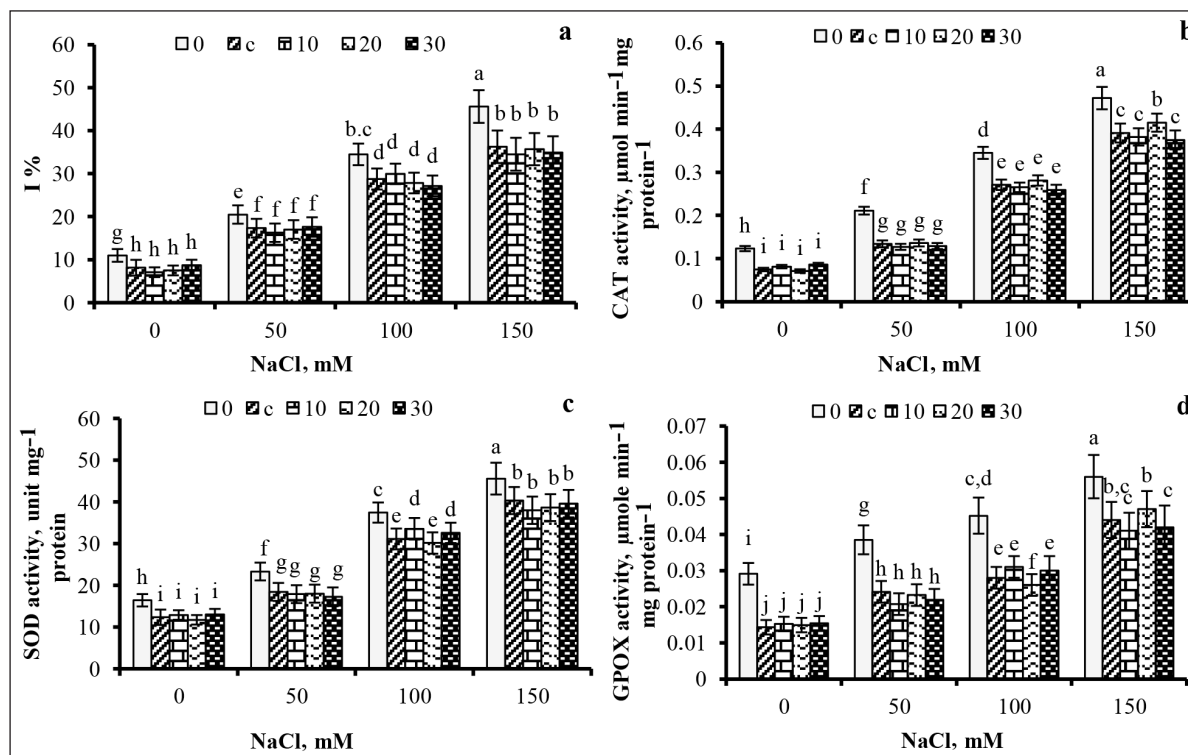 a
0 c 10 20 30
I %
60
50
40
30
20
10
0
g h h h h
e f f f f
b.c d d d d
a b b b b
0 50 100 150
NaCl, mM
b
0 c 10 20 30
CAT activity, µmol min−1mg
protein−1
0.6
0.5
0.4
0.3
0.2
0.1
0
h i i i i
f g g g g
d e e e e
a c c b c
0 50 100 150
NaCl, mM
c
0 c 10 20 30
SOD activity, unit mg−1
protein
60
50
40
30
20
10
0
h i i i i
f g g g g
c e d e d
a b b b b
0 50 100 150
NaCl, mM
d
0 c 10 20 30
GPOX activity, µmole min−1
mg protein−1
0.07
0.06
0.05
0.04
0.03
0.02
0.01
0
i j j j j
g h h h h
c,d e e f e
a b,c c b c
0 50 100 150
NaCl, mM